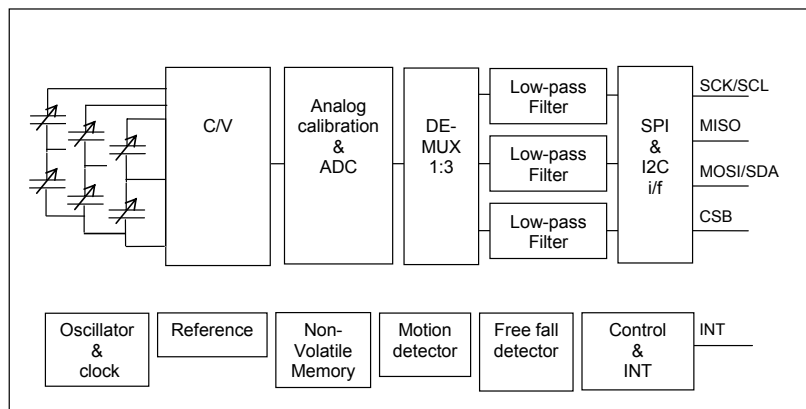 C/V
Analog
calibration
&
ADC
DE-
MUX
1:3
Low-pass
Filter
Low-pass
Filter
Low-pass
Filter
SPI
&
I2C
i/f
SCK/SCL
MISO
MOSI/SDA
CSB
Oscillator
&
clock
Reference
Non-
Volatile
Memory
Motion
detector
Free fall
detector
Control
&
INT
INT